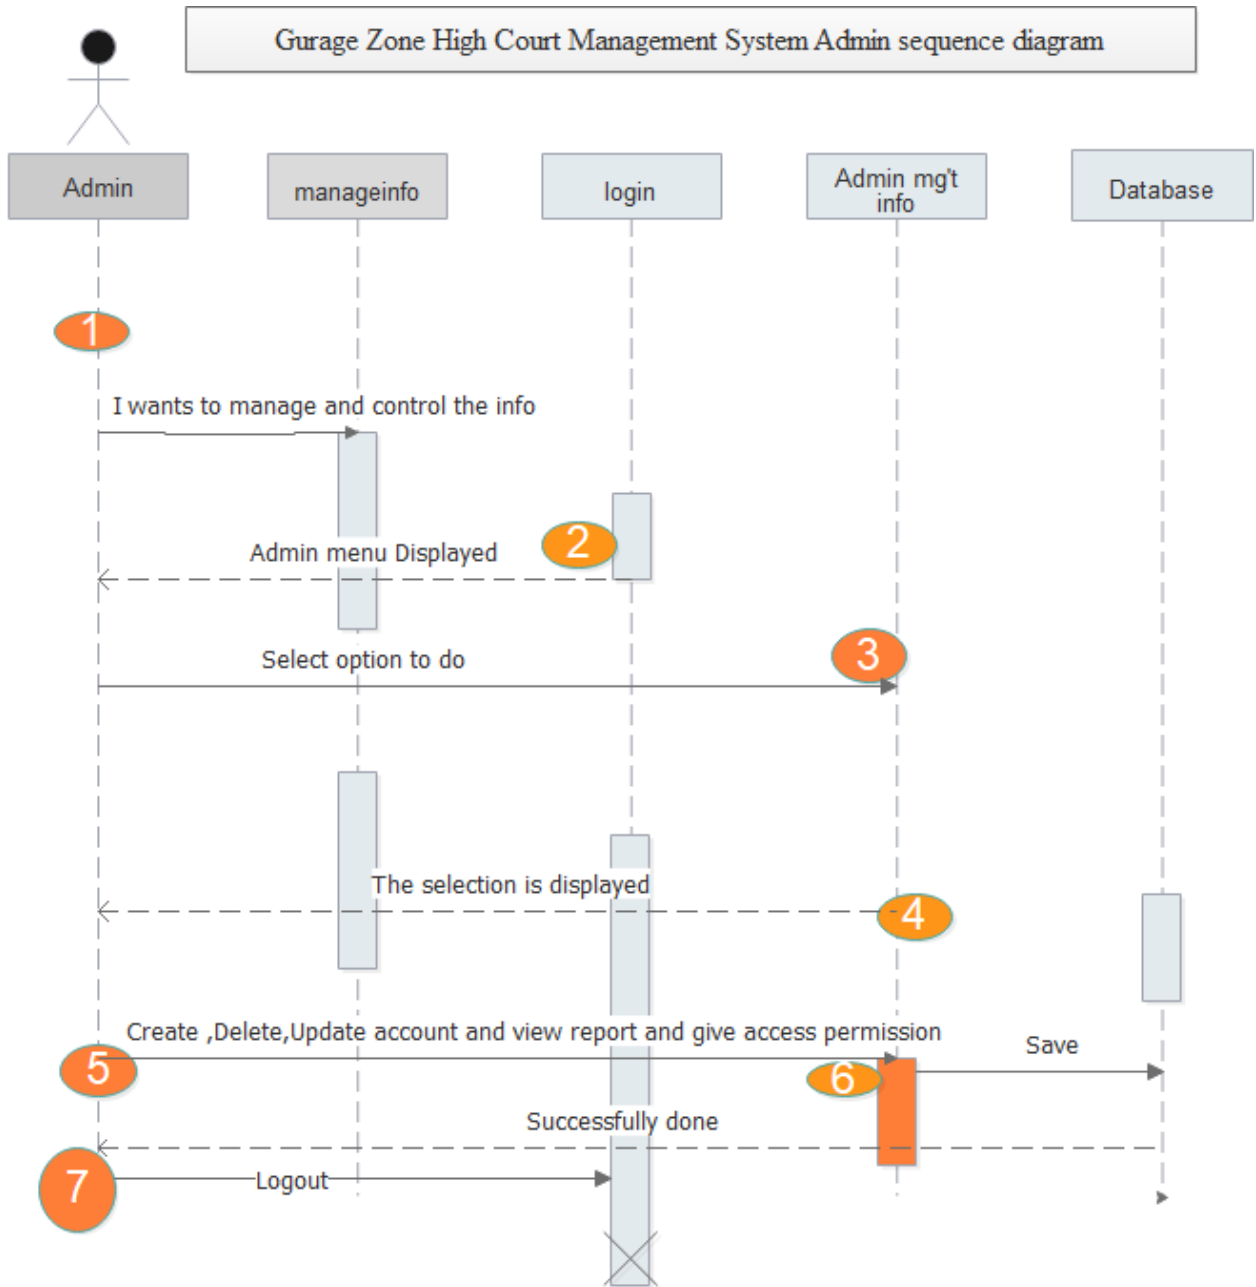 Gurage Zone High Court Management System Admin sequence diagram
Admin
manageinfo
login
Admin mg't
info
Database
1
I wants to manage and control the info
2
Admin menu Displayed
3
Select option to do
The selection is displayed
4
Create ,Delete,Update account and view report and give access permission
Save
5
6
Successfully done
7
Logout